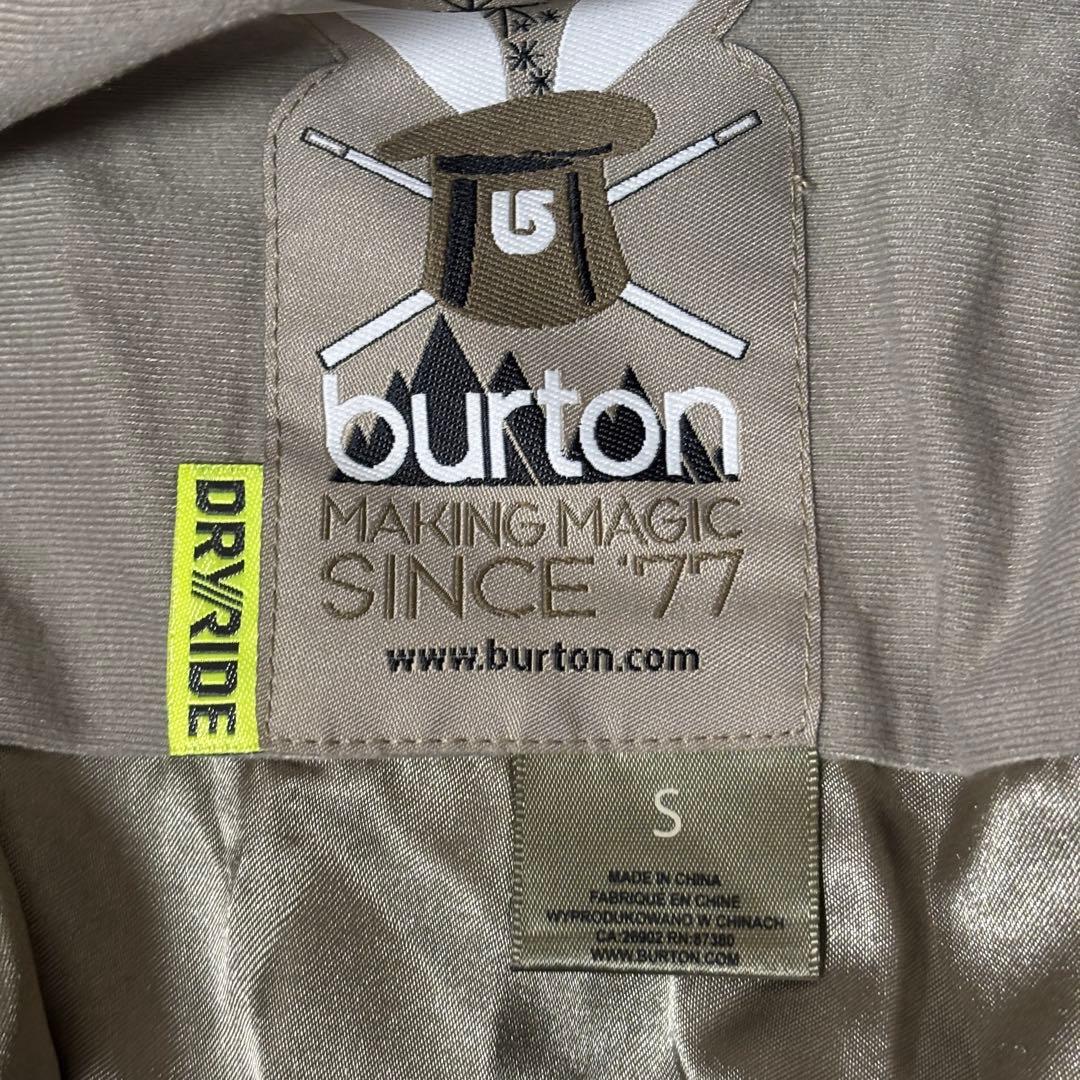 burton
MAKING MAGIC
SINCE '77
www.burton.com
DRY//RIDE
S
MADE IN CHINA
FABRIQUE EN CHINE
WYPRODUKOWANO W CHINACH
CA:26902 RN:87380
WWW.BURTON.COM